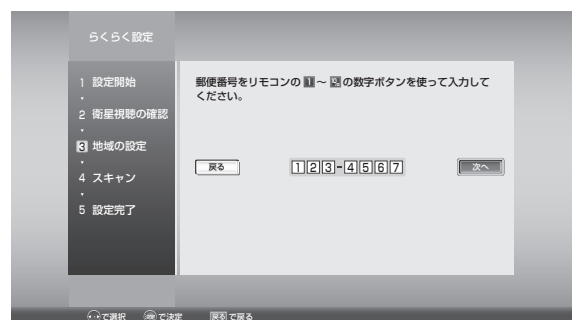 らくらく設定
1 設定開始
2 衛星視聴の確認
3 地域の設定
4 スキャン
5 設定完了
郵便番号をリモコンの 1 ~ の数字ボタンを使って入力して
ください。
戻る 123-4567 次へ
で選択 で決定 戻る で戻る